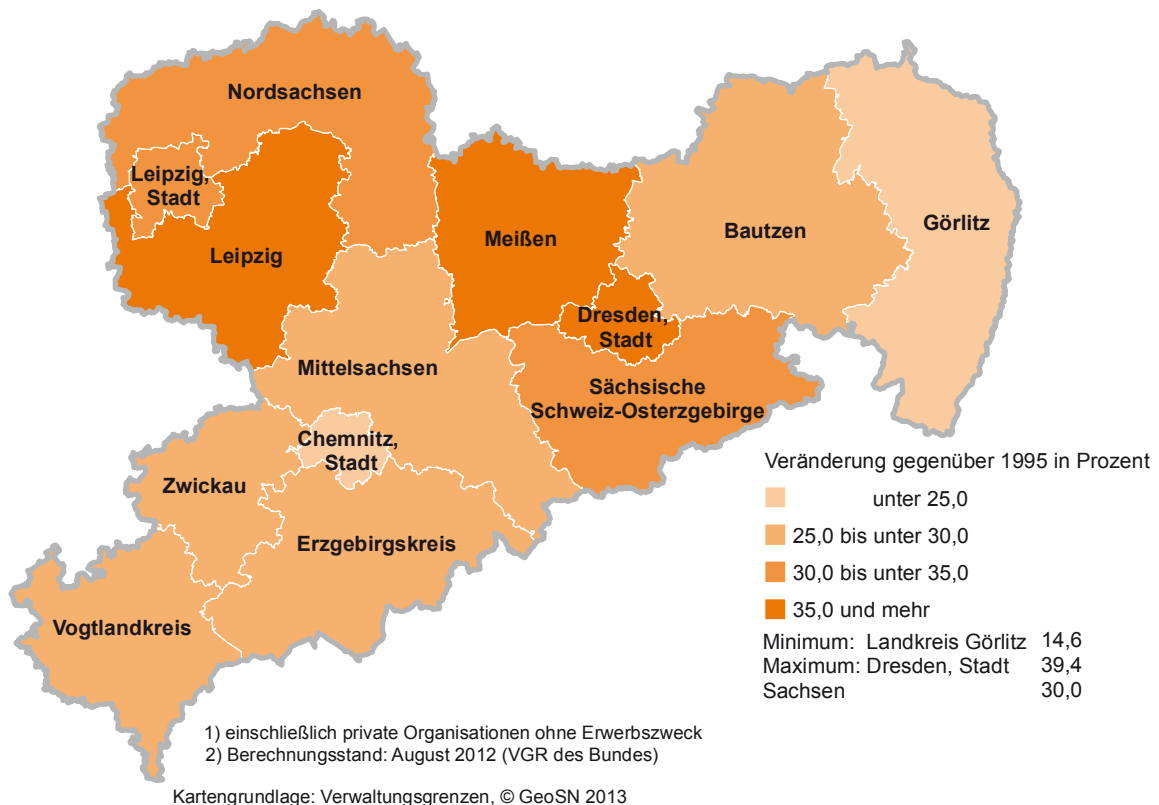 Nordsachsen
Leipzig,
Stadt
Leipzig
Meißen
Bautzen
Görlitz
Dresden,
Stadt
Mittelsachsen
Sächsische
Schweiz-Osterzgebirge
Chemnitz,
Stadt
Zwickau
Erzgebirgskreis
Vogtlandkreis
Veränderung gegenüber 1995 in Prozent
unter 25,0
25,0 bis unter 30,0
30,0 bis unter 35,0
35,0 und mehr
Minimum: Landkreis Görlitz 14,6
Maximum: Dresden, Stadt 39,4
Sachsen 30,0
1) einschließlich private Organisationen ohne Erwerbszweck
2) Berechnungsstand: August 2012 (VGR des Bundes)
Kartengrundlage: Verwaltungsgrenzen, © GeoSN 2013